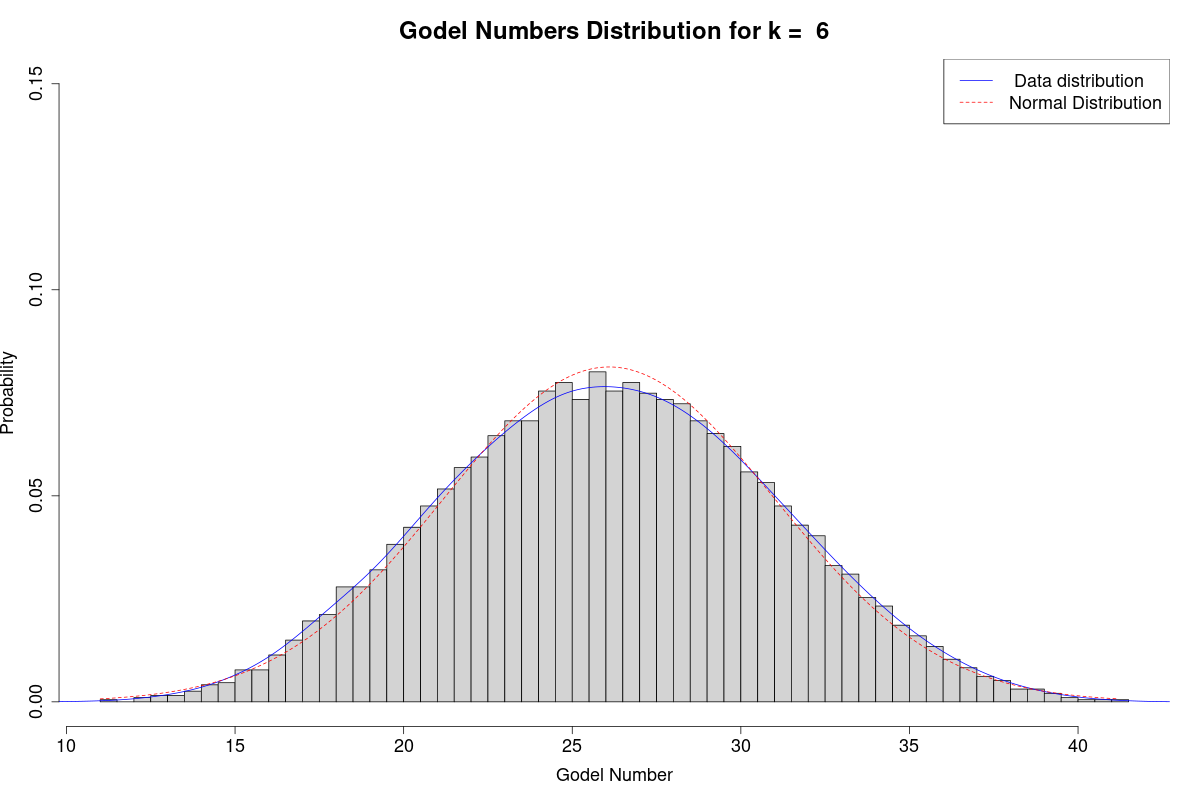 Godel Numbers Distribution for k =  6
Data distribution
Normal Distribution
Probability
0.15
0.10
0.05
0.00
10 15 20 25 30 35 40
Godel Number